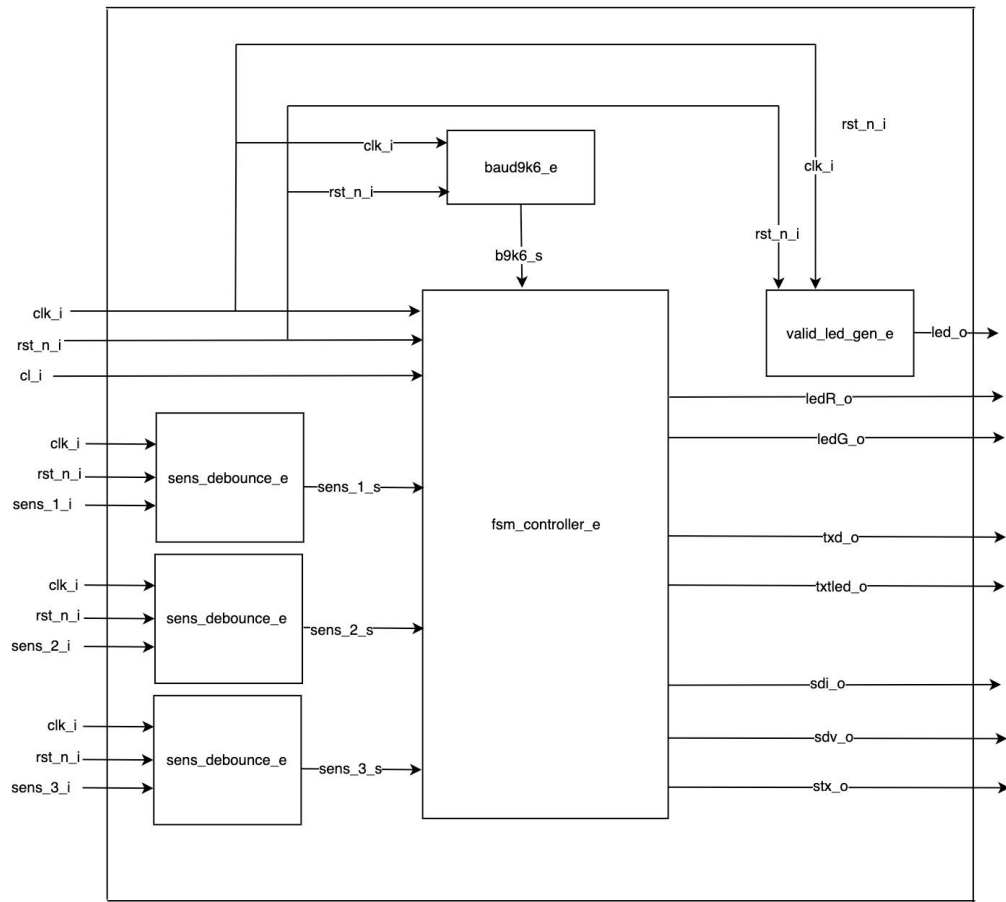 rst_n_i
clk_i
baud9k6_e
clk_i
rst_n_i
rst_n_i
b9k6_s
clk_i
rst_n_i
cl_i
valid_led_gen_e
led_o
ledR_o
ledG_o
clk_i
rst_n_i
sens_1_i
sens_debounce_e
sens_1_s
fsm_controller_e
txd_o
txtled_o
clk_i
rst_n_i
sens_2_i
sens_debounce_e
sens_2_s
sdi_o
sdv_o
stx_o
clk_i
rst_n_i
sens_3_i
sens_debounce_e
sens_3_s